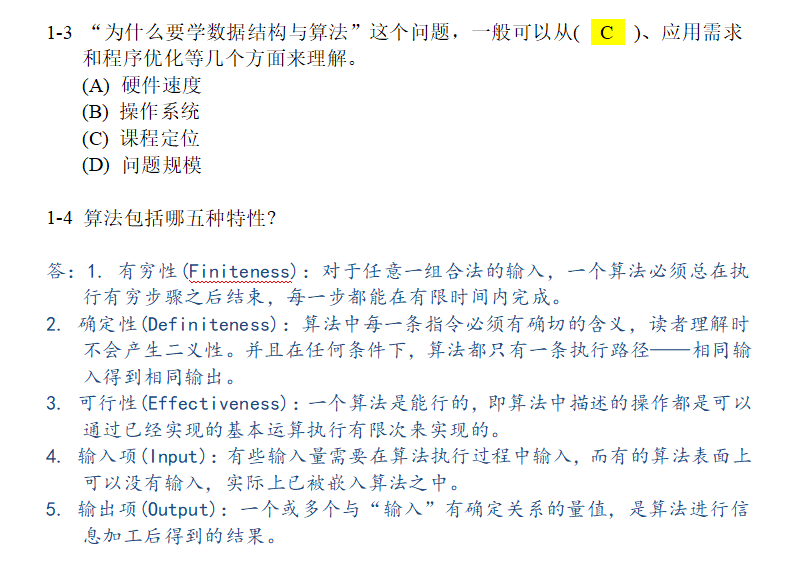 1-3 “为什么要学数据结构与算法”这个问题，一般可以从( C )、应用需求
和程序优化等几个方面来理解。
(A) 硬件速度
(B) 操作系统
(C) 课程定位
(D) 问题规模
1-4 算法包括哪五种特性?
答：1. 有穷性(Finiteness)：对于任意一组合法的输入，一个算法必须总在执
行有穷步骤之后结束，每一步都能在有限时间内完成。
2. 确定性(Definiteness)：算法中每一条指令必须有确切的含义，读者理解时
不会产生二义性。并且在任何条件下，算法都只有一条执行路径——相同输
入得到相同输出。
3. 可行性(Effectiveness)：一个算法是能行的，即算法中描述的操作都是可以
通过已经实现的基本运算执行有限次来实现的。
4. 输入项(Input)：有些输入量需要在算法执行过程中输入，而有的算法表面上
可以没有输入，实际上已被嵌入算法之中。
5. 输出项(Output)：一个或多个与“输入”有确定关系的量值，是算法进行信
息加工后得到的结果。